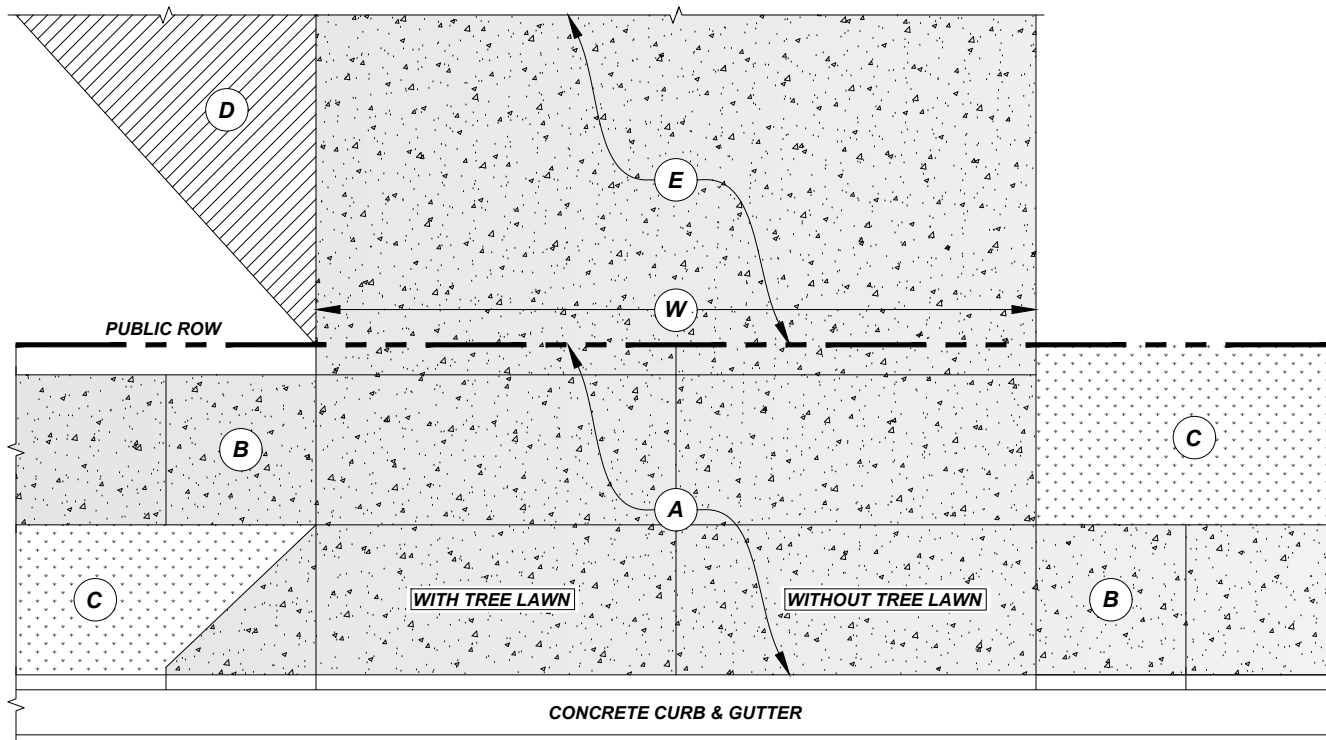 D
E
W
PUBLIC ROW
B
C
A
C
WITH TREE LAWN
WITHOUT TREE LAWN
B
CONCRETE CURB & GUTTER